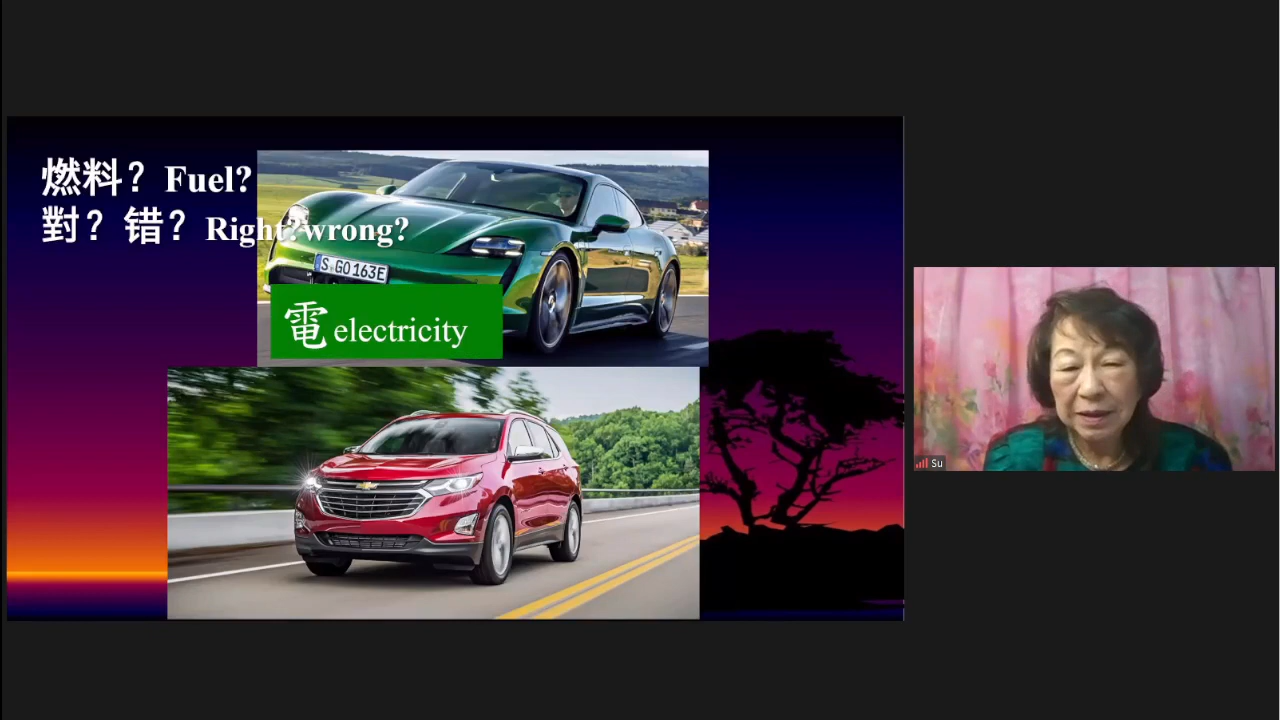 燃料？Fuel?
對？错？Right?wrong?
S GO 163E
電 electricity
Su